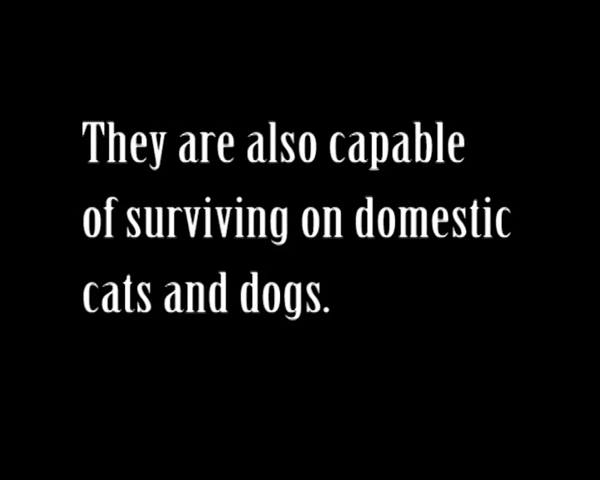 They are also capable
of surviving on domestic
cats and dogs.